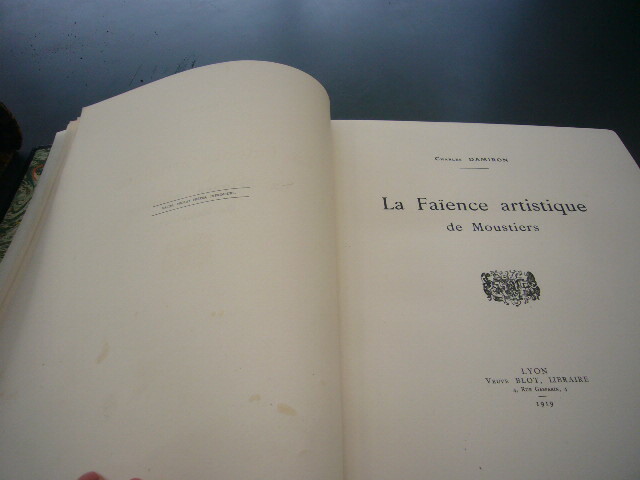 Charles DAMIRON
La Faïence artistique
de Moustiers
LYON
Veuve BLOT, LIBRAIRE
1919